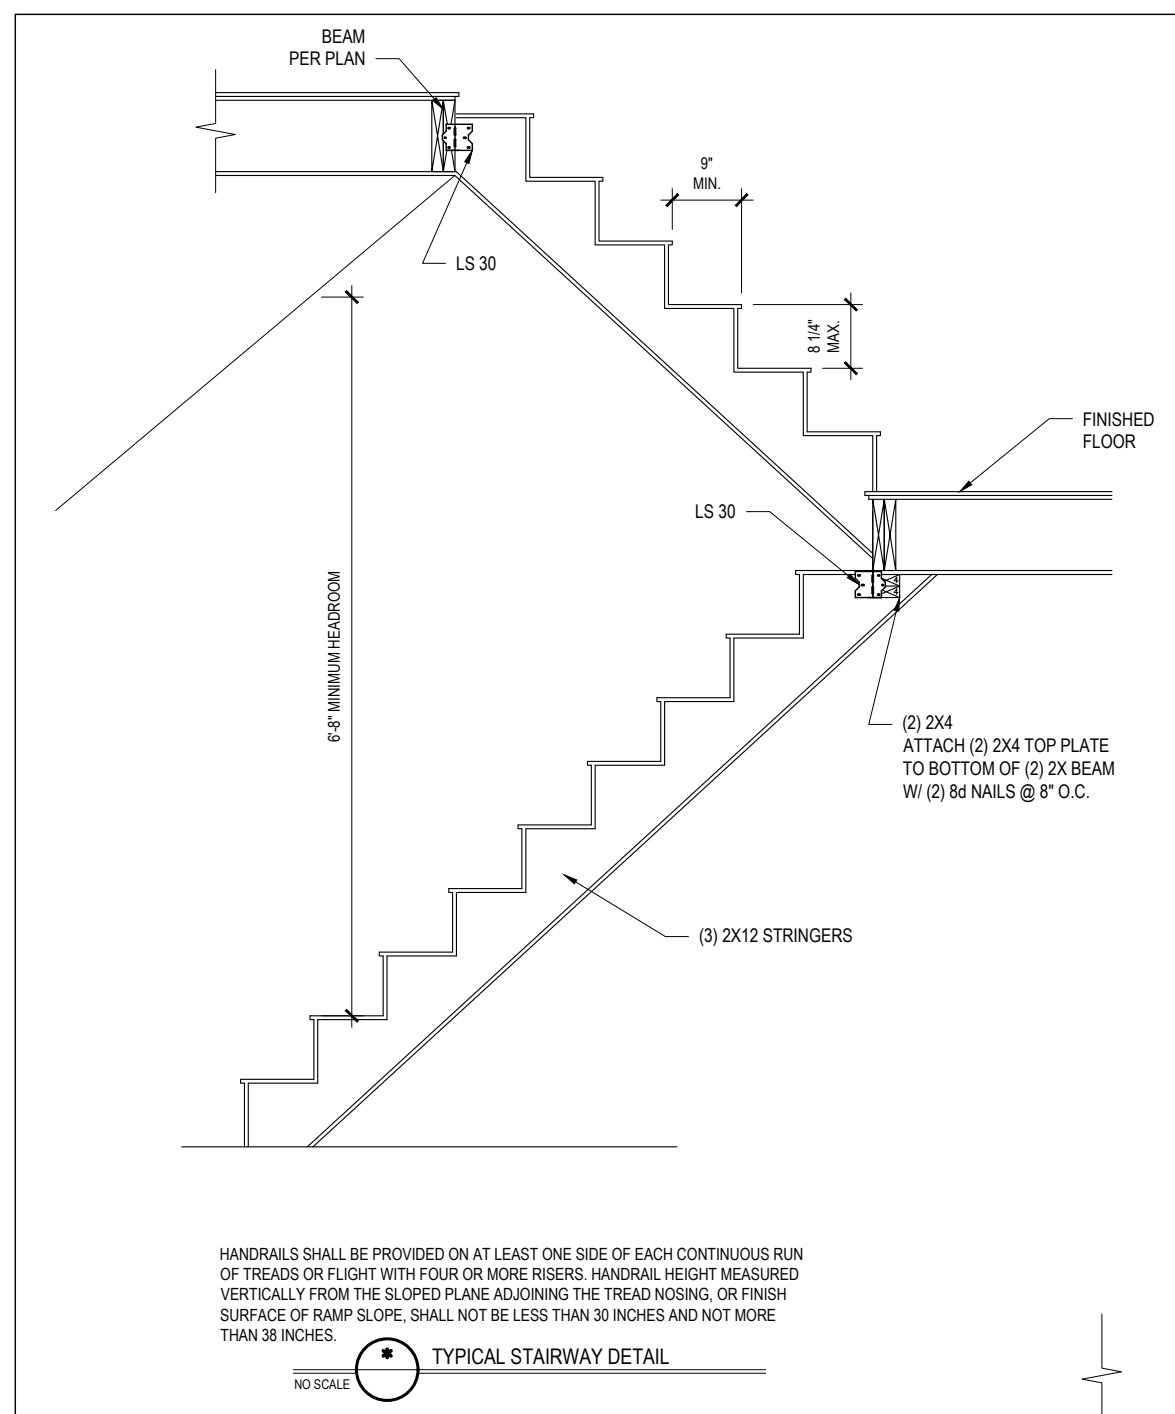 BEAM
PER PLAN
9"
MIN.
LS 30
8 1/4"
MAX.
FINISHED
FLOOR
LS 30
6'-8" MINIMUM HEADROOM
(2) 2X4
ATTACH (2) 2X4 TOP PLATE
TO BOTTOM OF (2) 2X BEAM
W/ (2) 8d NAILS @ 8" O.C.
(3) 2X12 STRINGERS
HANDRAILS SHALL BE PROVIDED ON AT LEAST ONE SIDE OF EACH CONTINUOUS RUN
OF TREADS OR FLIGHT WITH FOUR OR MORE RISERS. HANDRAIL HEIGHT MEASURED
VERTICALLY FROM THE SLOPED PLANE ADJOINING THE TREAD NOSING, OR FINISH
SURFACE OF RAMP SLOPE, SHALL NOT BE LESS THAN 30 INCHES AND NOT MORE
THAN 38 INCHES.
* TYPICAL STAIRWAY DETAIL
NO SCALE